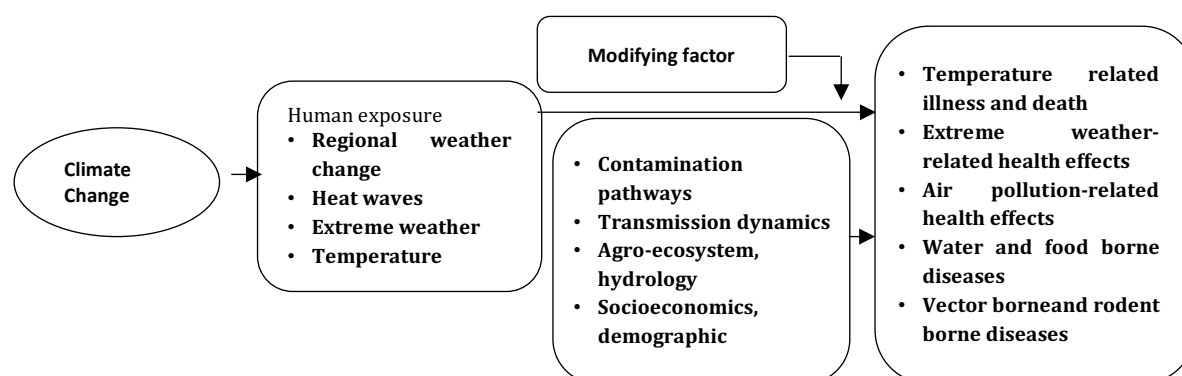 Climate
Change
Human exposure
• Regional weather
change
• Heat waves
• Extreme weather
• Temperature
Modifying factor
• Contamination
pathways
• Transmission dynamics
• Agro-ecosystem,
hydrology
• Socioeconomics,
demographic
• Temperature related
illness and death
• Extreme weather-
related health effects
• Air pollution-related
health effects
• Water and food borne
diseases
• Vector borneand rodent
borne diseases